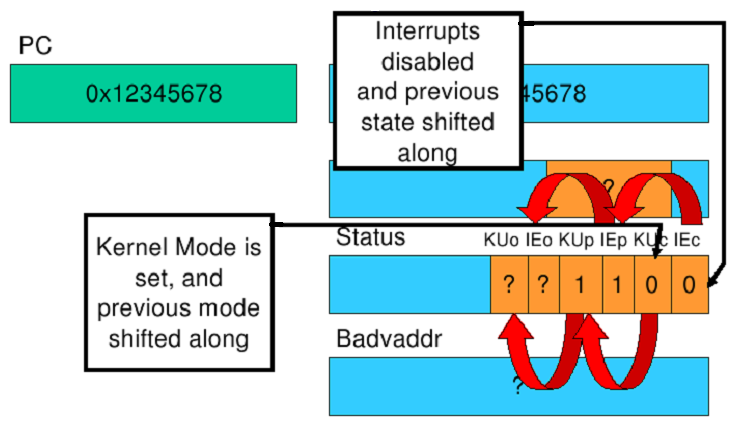 PC
0x12345678
Interrupts
disabled
and previous
state shifted
along
45678
?
Kernel Mode is
set, and
previous mode
shifted along
Status
KUo IEo KUp IEp KUc IEc
? ? 1 1 0 0
Badvaddr
?